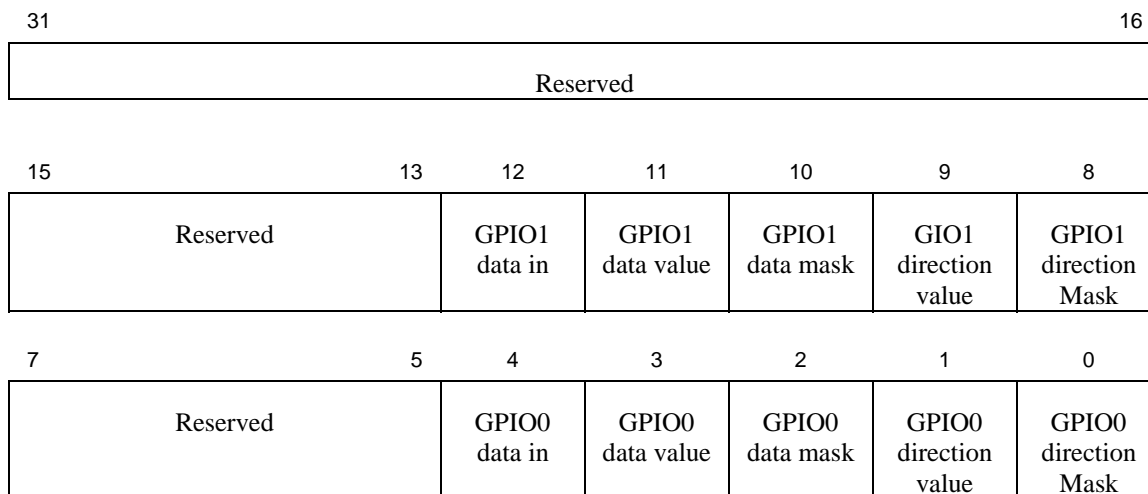 31 16
Reserved
15 13 12 11 10 9 8
Reserved GPIO1 GPIO1 GPIO1 GIO1 GPIO1
data in data value data mask direction direction
value Mask
7 5 4 3 2 1 0
Reserved GPIO0 GPIO0 GPIO0 GPIO0 GPIO0
data in data value data mask direction direction
value Mask